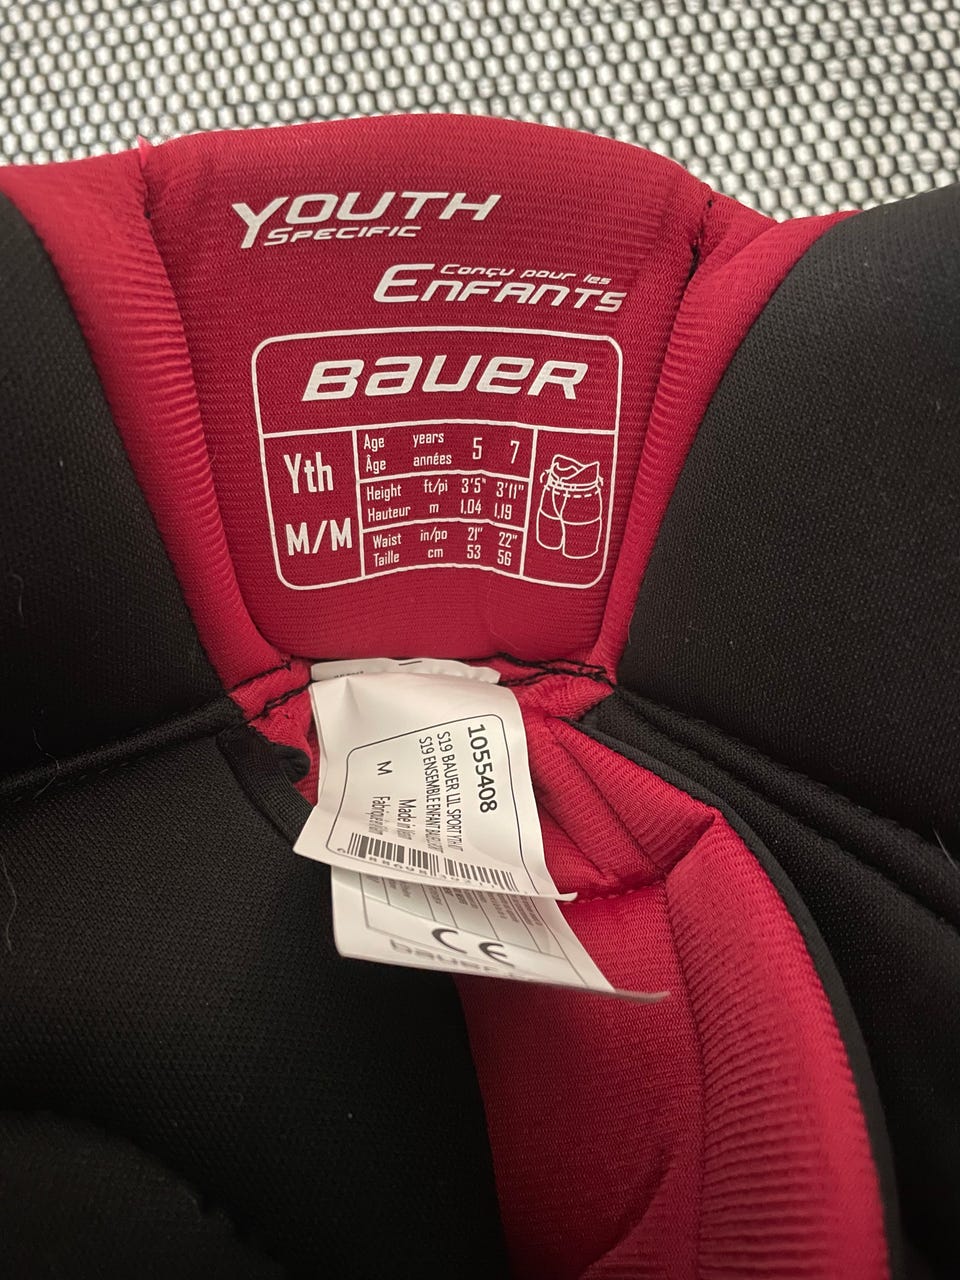 YOUTH
SPECIFIC
Conçu pour les
ENFANTS
BAUER
Yth
M/M
Age years 5 7
Âge années
Height ft/pi 3'5" 3'11"
Hauteur m 1,04 1,19
Waist in/po 21" 22"
Taille cm 53 56
1055408
S19 BAUER LIL SPORT YTH
S19 ENSEMBLE ENFANT
M
Made in
Fabriqué
CE